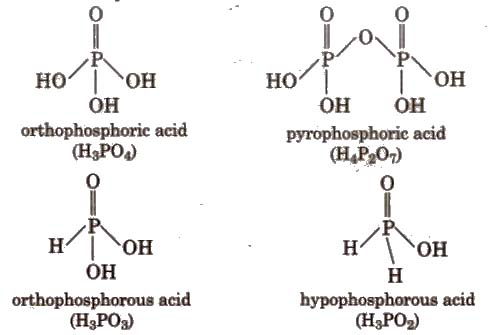 O
P
HO
OH
OH
orthophosphoric acid
(H₃PO₄)
O
O
O
P
P
HO
OH
OH
OH
pyrophosphoric acid
(H₄P₂O₇)
O
P
H
OH
OH
orthophosphorous acid
(H₃PO₃)
O
P
H
OH
H
hypophosphorous acid
(H₃PO₂)